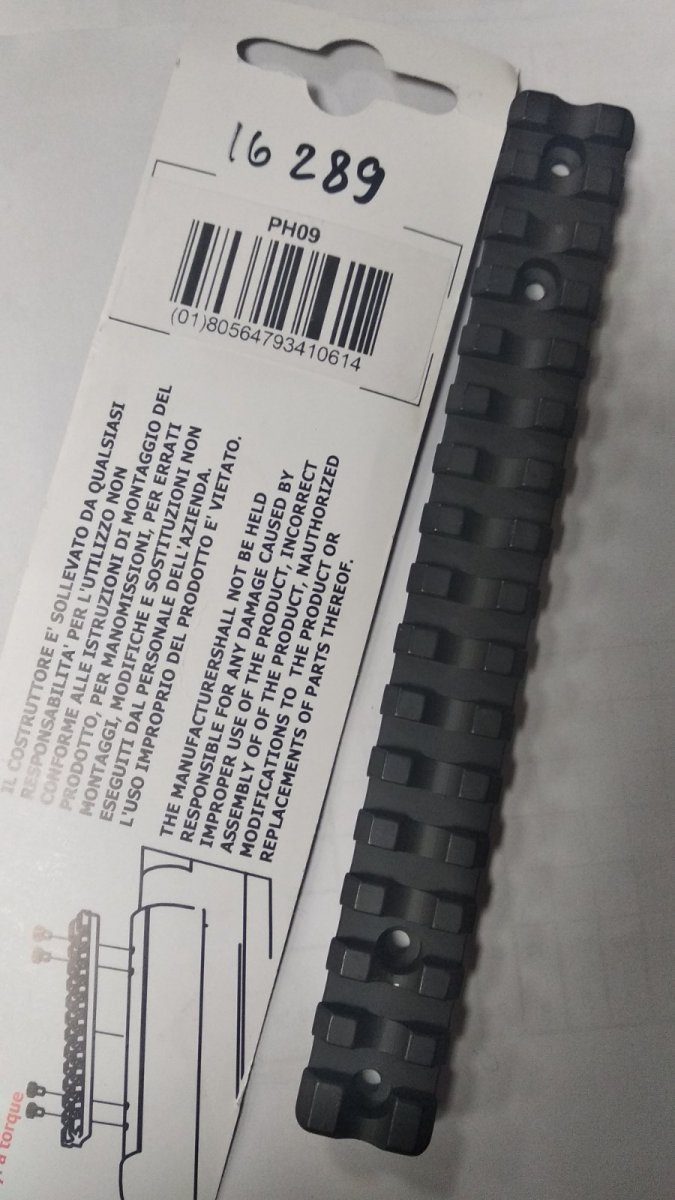 16 289
PH09
(01)80564793410614
IL COSTRUTTORE E' SOLLEVATO DA QUALSIASI
RESPONSABILITA' PER L'UTILIZZO NON
CONFORME ALLE ISTRUZIONI DI MONTAGGIO DEL
PRODOTTO, PER MANOMISSIONI, PER ERRATI
MONTAGGI, MODIFICHE E SOSTITUZIONI NON
ESEGUITI DAL PERSONALE DELL'AZIENDA.
L'USO IMPROPRIO DEL PRODOTTO E' VIETATO.
THE MANUFACTURERSHALL NOT BE HELD
RESPONSIBLE FOR ANY DAMAGE CAUSED BY
IMPROPER USE OF THE PRODUCT, INCORRECT
ASSEMBLY OF OF THE PRODUCT, NAUTHORIZED
MODIFICATIONS TO THE PRODUCT OR
REPLACEMENTS OF PARTS THEREOF.
a torque